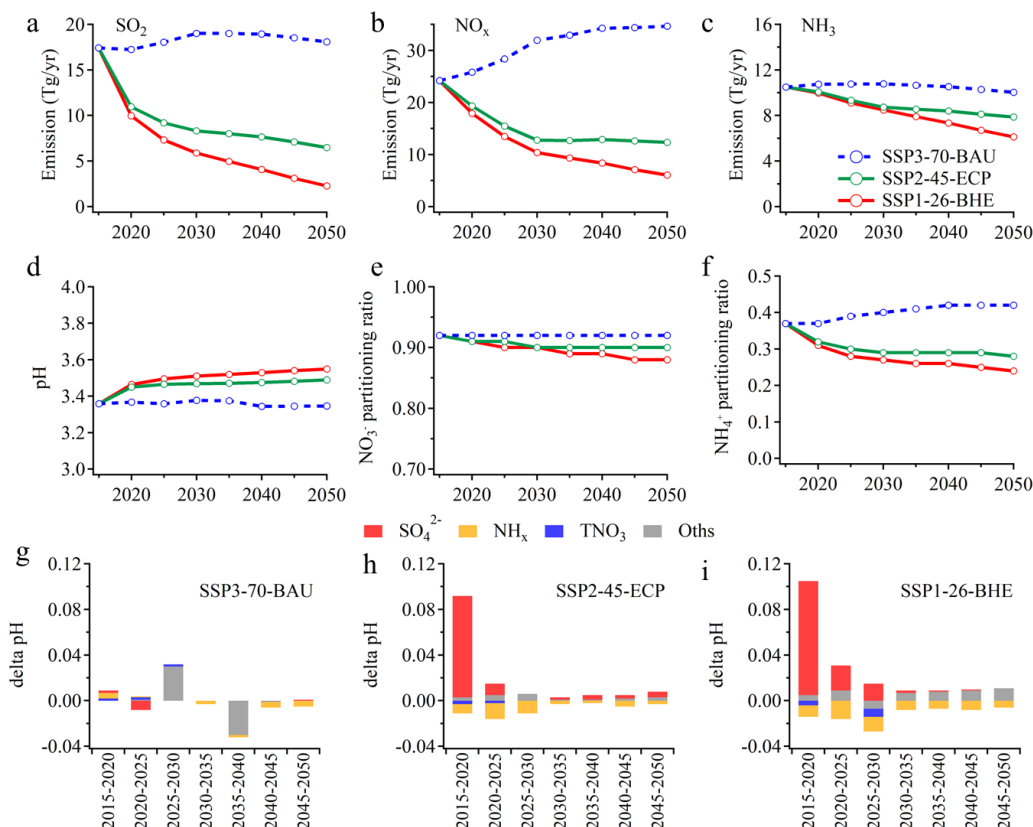 a SO₂
Emission (Tg/yr)
20
15
10
5
0
2020 2030 2040 2050
b NOₓ
Emission (Tg/yr)
30
20
10
0
2020 2030 2040 2050
c NH₃
Emission (Tg/yr)
16
12
8
4
0
SSP3-70-BAU
SSP2-45-ECP
SSP1-26-BHE
2020 2030 2040 2050
d
pH
4.0
3.8
3.6
3.4
3.2
3.0
2020 2030 2040 2050
e
NO₃⁻ partitioning ratio
1.00
0.90
0.80
0.70
2020 2030 2040 2050
f
NH₄⁺ partitioning ratio
0.5
0.4
0.3
0.2
0.1
0.0
2020 2030 2040 2050
SO₄²⁻ NHₓ TNO₃ Oths
g SSP3-70-BAU
delta pH
0.12
0.08
0.04
0.00
-0.04
2015-2020
2020-2025
2025-2030
2030-2035
2035-2040
2040-2045
2045-2050
h SSP2-45-ECP
delta pH
0.12
0.08
0.04
0.00
-0.04
2015-2020
2020-2025
2025-2030
2030-2035
2035-2040
2040-2045
2045-2050
i SSP1-26-BHE
delta pH
0.12
0.08
0.04
0.00
-0.04
2015-2020
2020-2025
2025-2030
2030-2035
2035-2040
2040-2045
2045-2050